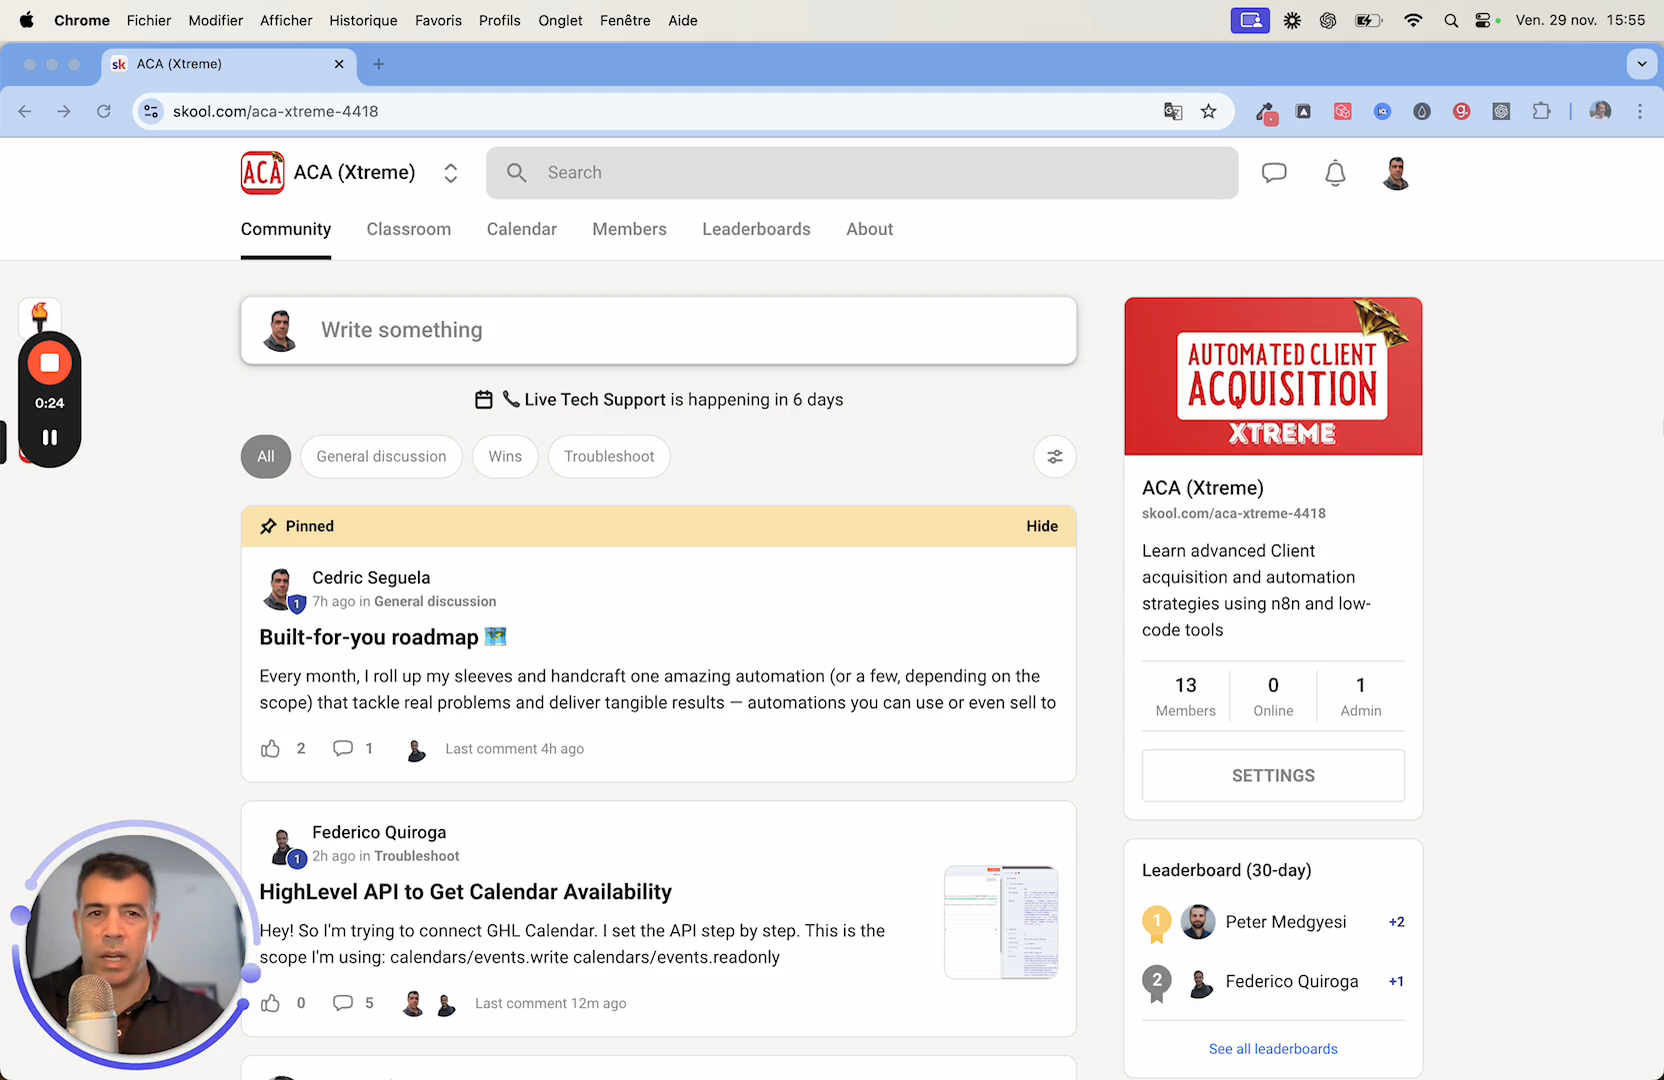 Chrome Fichier Modifier Afficher Historique Favoris Profils Onglet Fenêtre Aide Ven. 29 nov. 15:55
sk ACA (Xtreme)
skool.com/aca-xtreme-4418
ACA ACA (Xtreme) Search
Community Classroom Calendar Members Leaderboards About
Write something
0:24
Live Tech Support is happening in 6 days
All General discussion Wins Troubleshoot
Pinned Hide
Cedric Seguela
1 7h ago in General discussion
Built-for-you roadmap
Every month, I roll up my sleeves and handcraft one amazing automation (or a few, depending on the
scope) that tackle real problems and deliver tangible results — automations you can use or even sell to
2 1 Last comment 4h ago
Federico Quiroga
1 2h ago in Troubleshoot
HighLevel API to Get Calendar Availability
Hey! So I'm trying to connect GHL Calendar. I set the API step by step. This is the
scope I'm using: calendars/events.write calendars/events.readonly
0 5 Last comment 12m ago
AUTOMATED CLIENT
ACQUISITION
XTREME
ACA (Xtreme)
skool.com/aca-xtreme-4418
Learn advanced Client
acquisition and automation
strategies using n8n and low-
code tools
13 0 1
Members Online Admin
SETTINGS
Leaderboard (30-day)
1 Peter Medgyesi +2
2 Federico Quiroga +1
See all leaderboards